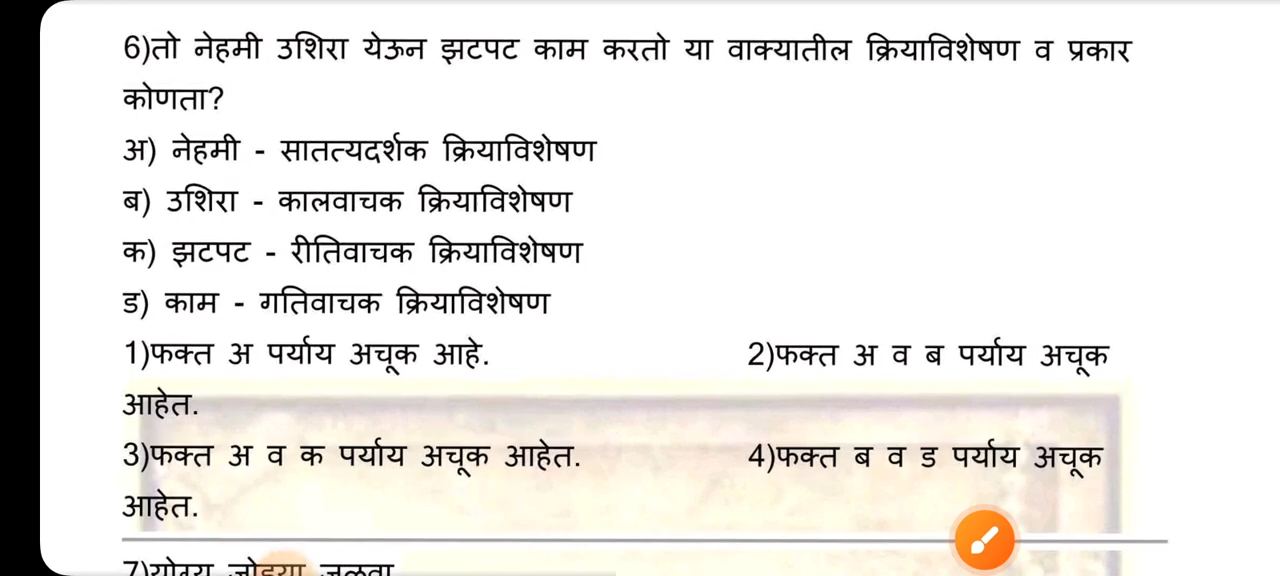 6)तो नेहमी उशिरा येऊन झटपट काम करतो या वाक्यातील क्रियाविशेषण व प्रकार
कोणता?
अ) नेहमी - सातत्यदर्शक क्रियाविशेषण
ब) उशिरा - कालवाचक क्रियाविशेषण
क) झटपट - रीतिवाचक क्रियाविशेषण
ड) काम - गतिवाचक क्रियाविशेषण
1)फक्त अ पर्याय अचूक आहे. 2)फक्त अ व ब पर्याय अचूक
आहेत.
3)फक्त अ व क पर्याय अचूक आहेत. 4)फक्त ब व ड पर्याय अचूक
आहेत.
7)योग्य जोड्या जुळवा